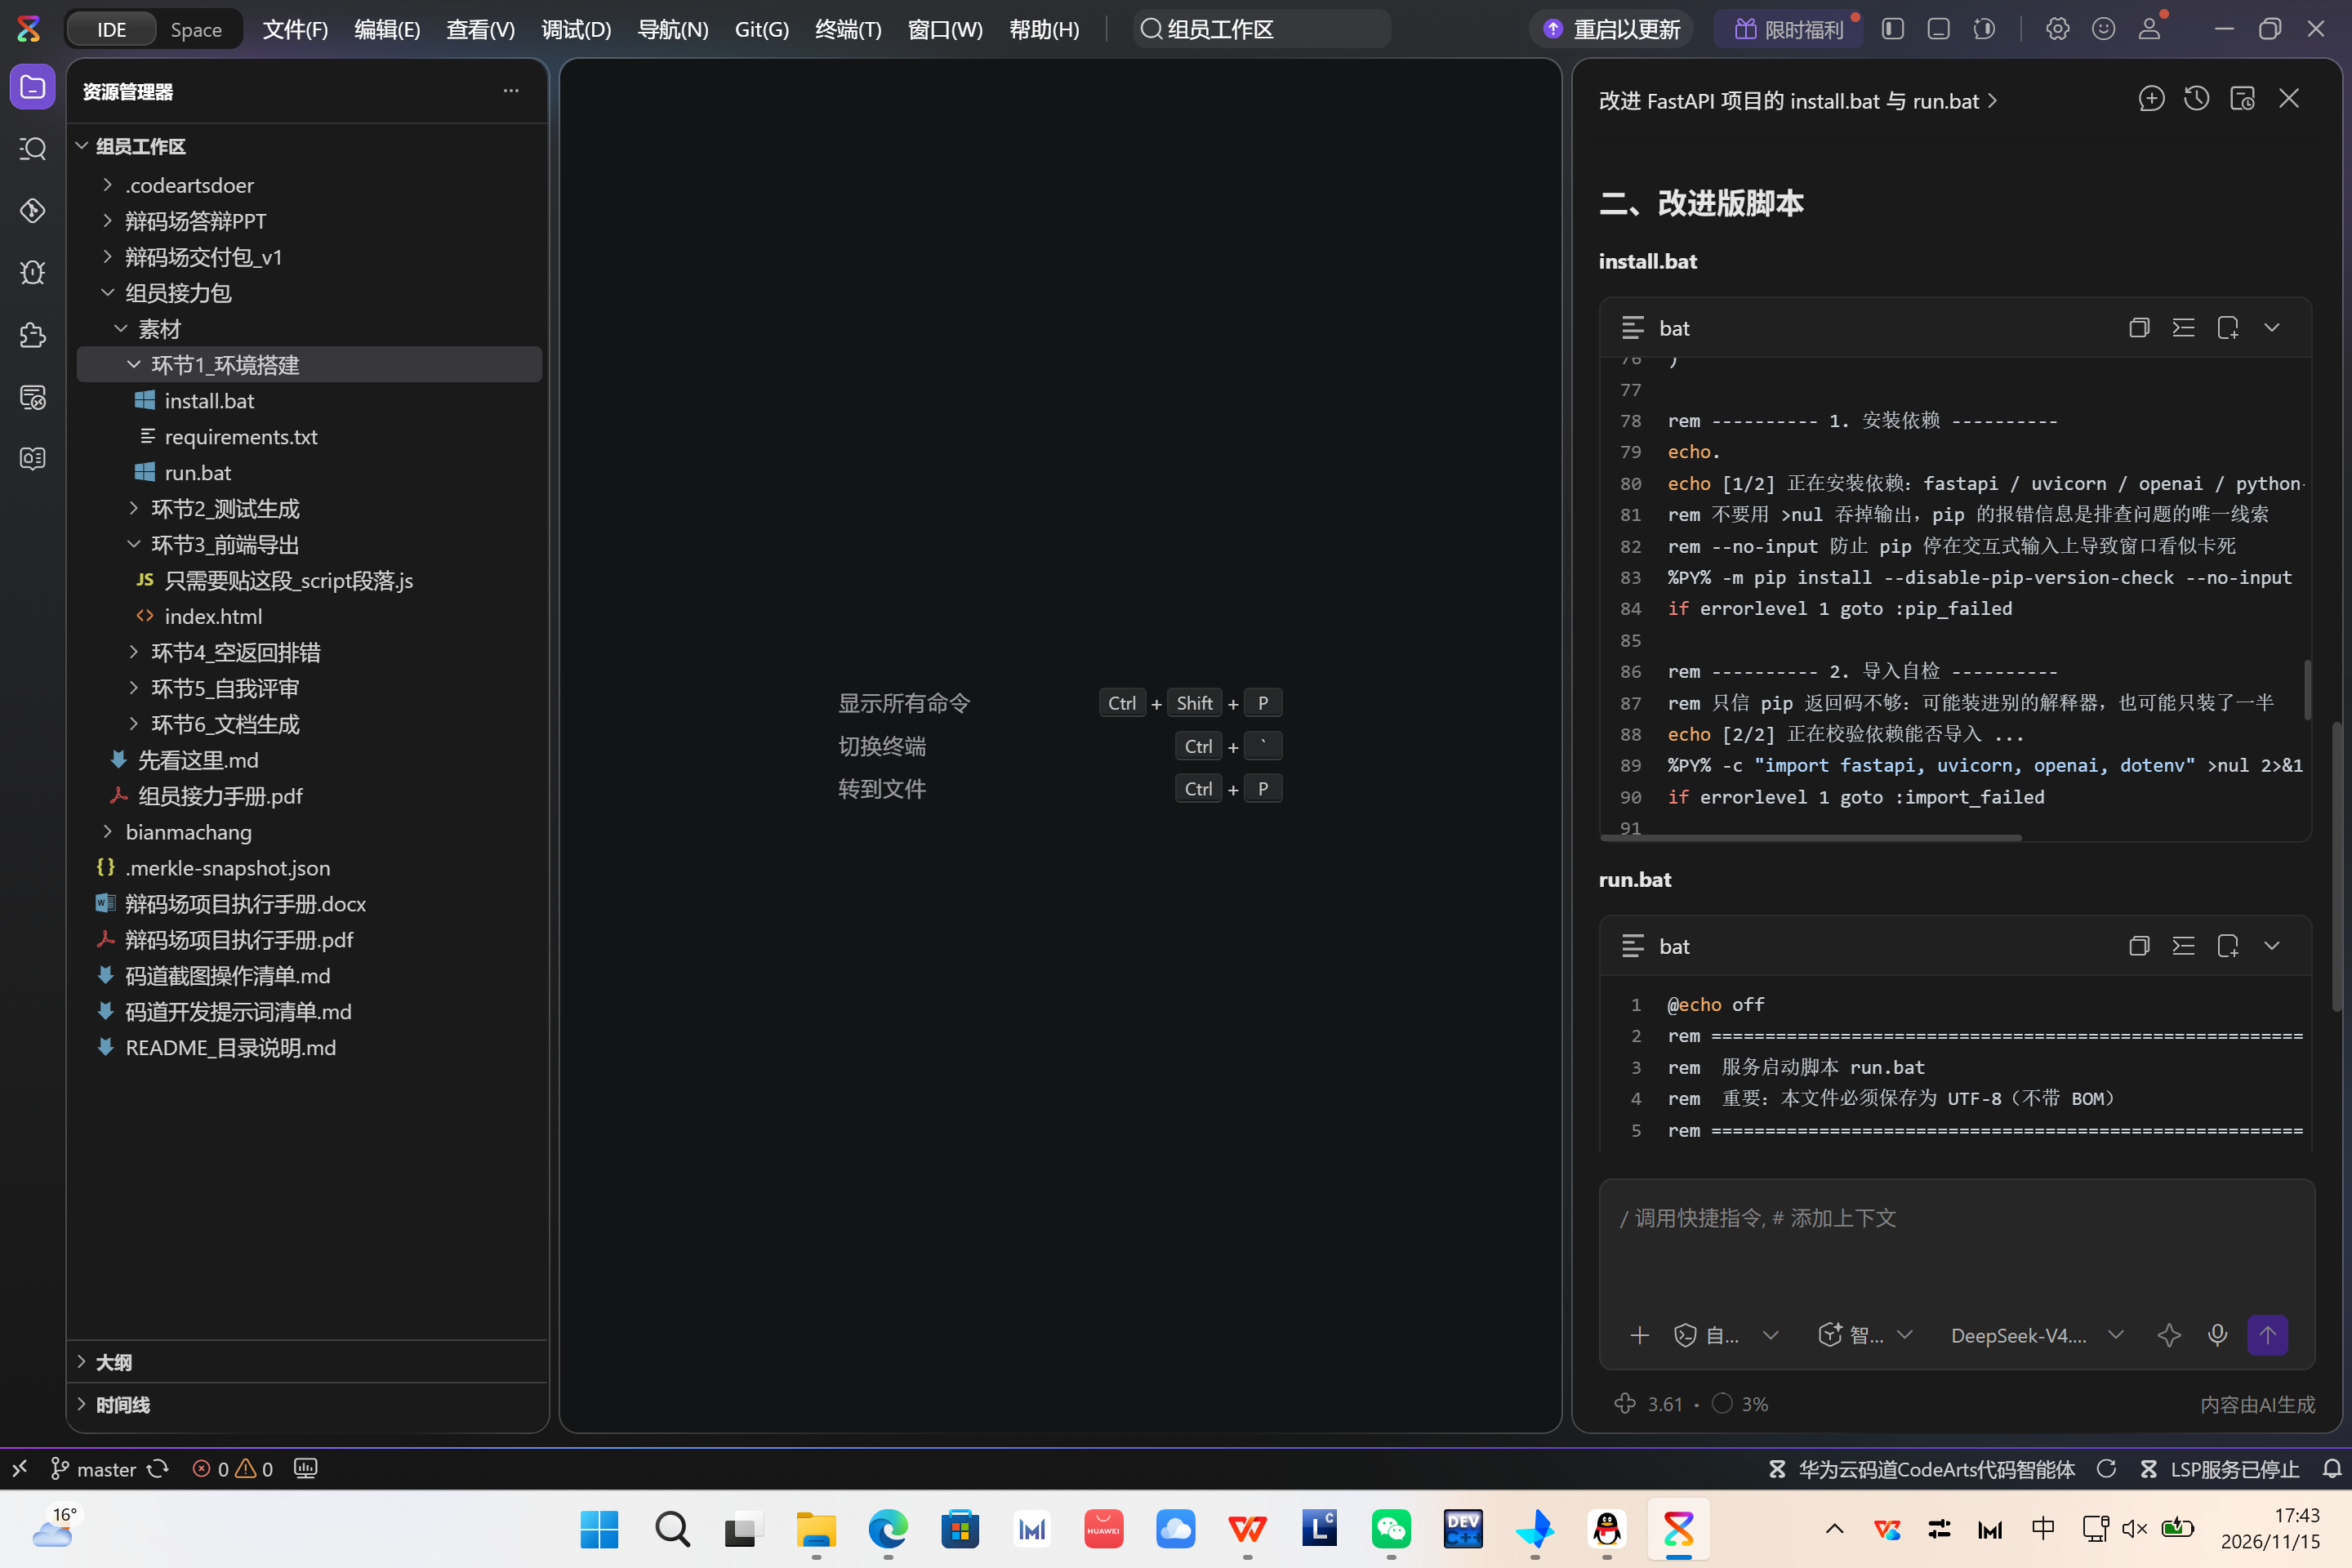 IDE Space 文件(F) 编辑(E) 查看(V) 调试(D) 导航(N) Git(G) 终端(T) 窗口(W) 帮助(H) 组员工作区 重启以更新 限时福利
资源管理器
组员工作区
.codeartsdoer
辩码场答辩PPT
辩码场交付包_v1
组员接力包
素材
环节1_环境搭建
install.bat
requirements.txt
run.bat
环节2_测试生成
环节3_前端导出
JS 只需要贴这段_script段落.js
index.html
环节4_空返回排错
环节5_自我评审
环节6_文档生成
先看这里.md
组员接力手册.pdf
bianmachang
.merkle-snapshot.json
辩码场项目执行手册.docx
辩码场项目执行手册.pdf
码道截图操作清单.md
码道开发提示词清单.md
README_目录说明.md
大纲
时间线
显示所有命令 Ctrl + Shift + P
切换终端 Ctrl + `
转到文件 Ctrl + P
改进 FastAPI 项目的 install.bat 与 run.bat
二、改进版脚本
install.bat
bat
76 )
77
78 rem ---------- 1. 安装依赖 ----------
79 echo.
80 echo [1/2] 正在安装依赖：fastapi / uvicorn / openai / python-
81 rem 不要用 >nul 吞掉输出，pip 的报错信息是排查问题的唯一线索
82 rem --no-input 防止 pip 停在交互式输入上导致窗口看似卡死
83 %PY% -m pip install --disable-pip-version-check --no-input
84 if errorlevel 1 goto :pip_failed
85
86 rem ---------- 2. 导入自检 ----------
87 rem 只信 pip 返回码不够：可能装进别的解释器，也可能只装了一半
88 echo [2/2] 正在校验依赖能否导入 ...
89 %PY% -c "import fastapi, uvicorn, openai, dotenv" >nul 2>&1
90 if errorlevel 1 goto :import_failed
91
run.bat
bat
1 @echo off
2 rem =======================================================
3 rem 服务启动脚本 run.bat
4 rem 重要：本文件必须保存为 UTF-8（不带 BOM）
5 rem =======================================================
/ 调用快捷指令, # 添加上下文
自... 智... DeepSeek-V4....
3.61 · 3% 内容由AI生成
master 0 0 华为云码道CodeArts代码智能体 LSP服务已停止
16°
HUAWEI
LC
DEV C++
中
17:43
2026/11/15